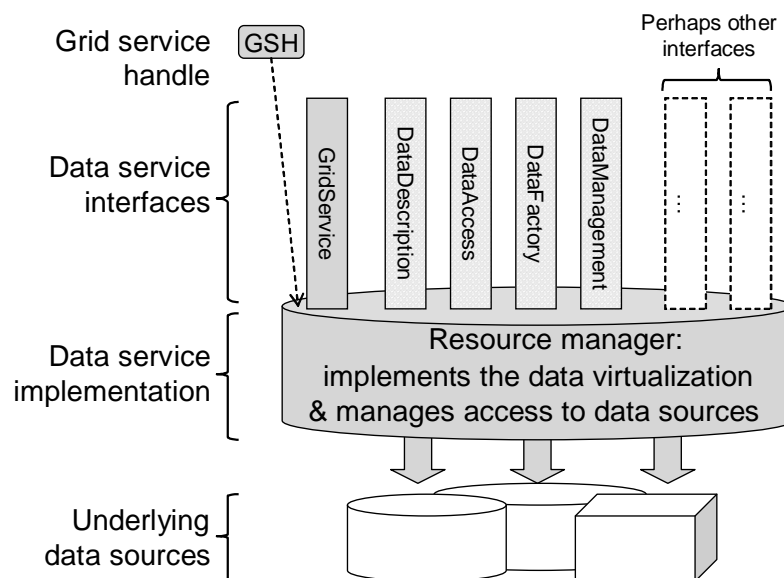 Grid service
handle
GSH
Perhaps other
interfaces
Data service
interfaces
GridService
DataDescription
DataAccess
DataFactory
DataManagement
...
...
Data service
implementation
Resource manager:
implements the data virtualization
& manages access to data sources
Underlying
data sources